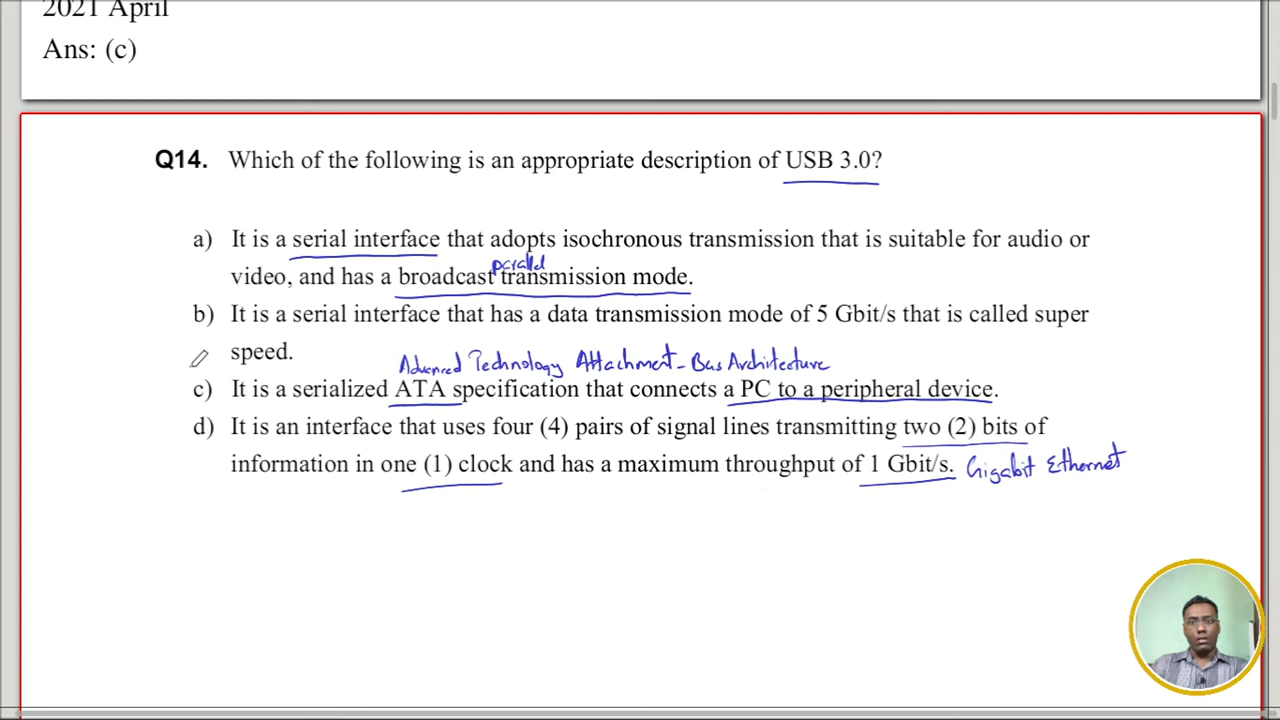 2021 April
Ans: (c)
Q14. Which of the following is an appropriate description of USB 3.0?
a) It is a serial interface that adopts isochronous transmission that is suitable for audio or
parallel
video, and has a broadcast transmission mode.
b) It is a serial interface that has a data transmission mode of 5 Gbit/s that is called super
speed.
Advanced Technology Attachment - Bus Architecture
c) It is a serialized ATA specification that connects a PC to a peripheral device.
d) It is an interface that uses four (4) pairs of signal lines transmitting two (2) bits of
information in one (1) clock and has a maximum throughput of 1 Gbit/s. Gigabit Ethernet